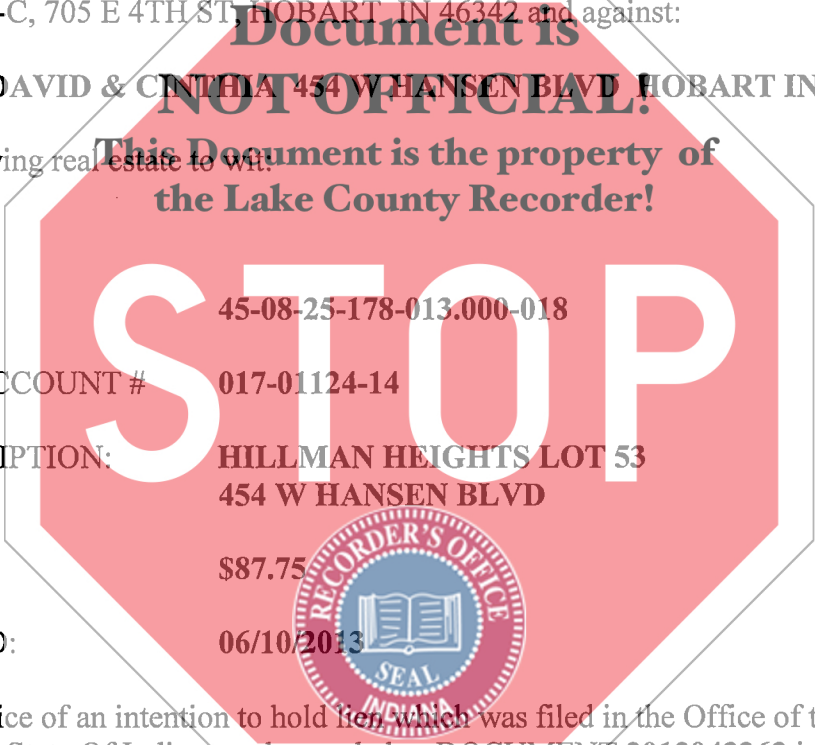 -C, 705 E 4TH ST, HOBART IN 46342 and against:
Document is
DAVID & CINTHIA 454 W HANSEN BLVD HOBART IN
NOT OFFICIAL!
ving real estate to wit:
This Document is the property of
the Lake County Recorder!
STOP
45-08-25-178-013.000-018
CCOUNT # 017-01124-14
IPTION: HILLMAN HEIGHTS LOT 53
454 W HANSEN BLVD
$87.75
D: 06/10/2013
RECORDER'S OFFICE
SEAL
INDIANA
ice of an intention to hold lien which was filed in the Office of t